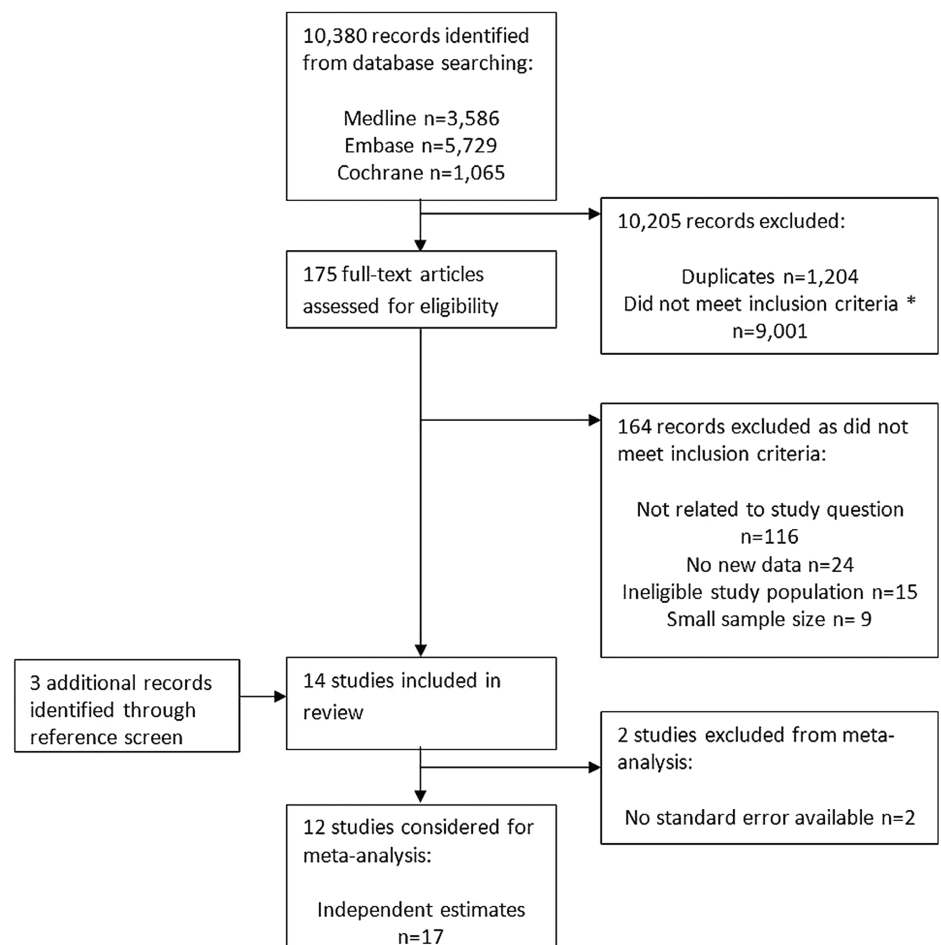 10,380 records identified
from database searching:
Medline n=3,586
Embase n=5,729
Cochrane n=1,065
10,205 records excluded:
Duplicates n=1,204
Did not meet inclusion criteria *
n=9,001
175 full-text articles
assessed for eligibility
164 records excluded as did not
meet inclusion criteria:
Not related to study question
n=116
No new data n=24
Ineligible study population n=15
Small sample size n= 9
3 additional records
identified through
reference screen
14 studies included in
review
2 studies excluded from meta-
analysis:
No standard error available n=2
12 studies considered for
meta-analysis:
Independent estimates
n=17